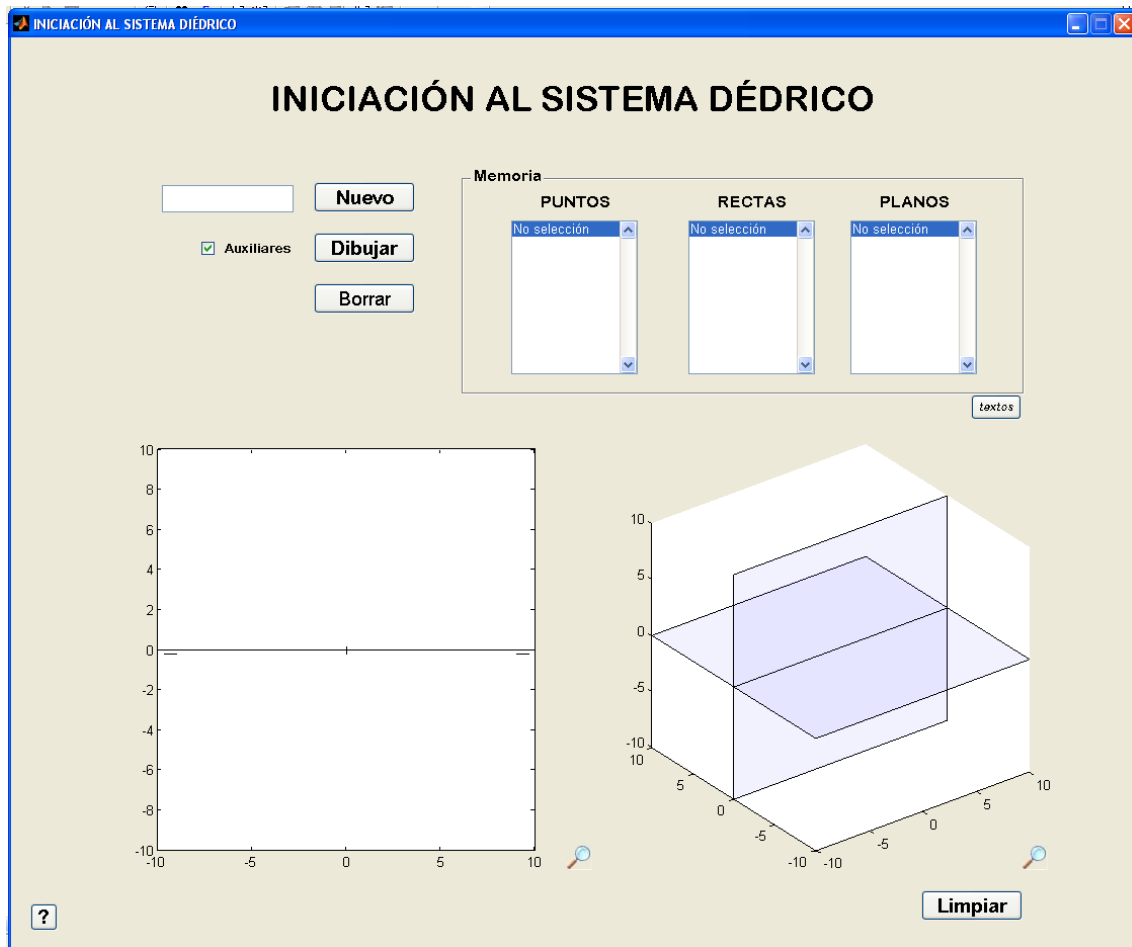 INICIACIÓN AL SISTEMA DIÉDRICO
INICIACIÓN AL SISTEMA DÉDRICO
Nuevo
Auxiliares
Dibujar
Borrar
Memoria
PUNTOS RECTAS PLANOS
No selección No selección No selección
textos
10
8
6
4
2
0
-2
-4
-6
-8
-10
-10 -5 0 5 10
10
5
0
-5
-10
10
5
0
-5
-10
-10
-5
0
5
10
?
Limpiar